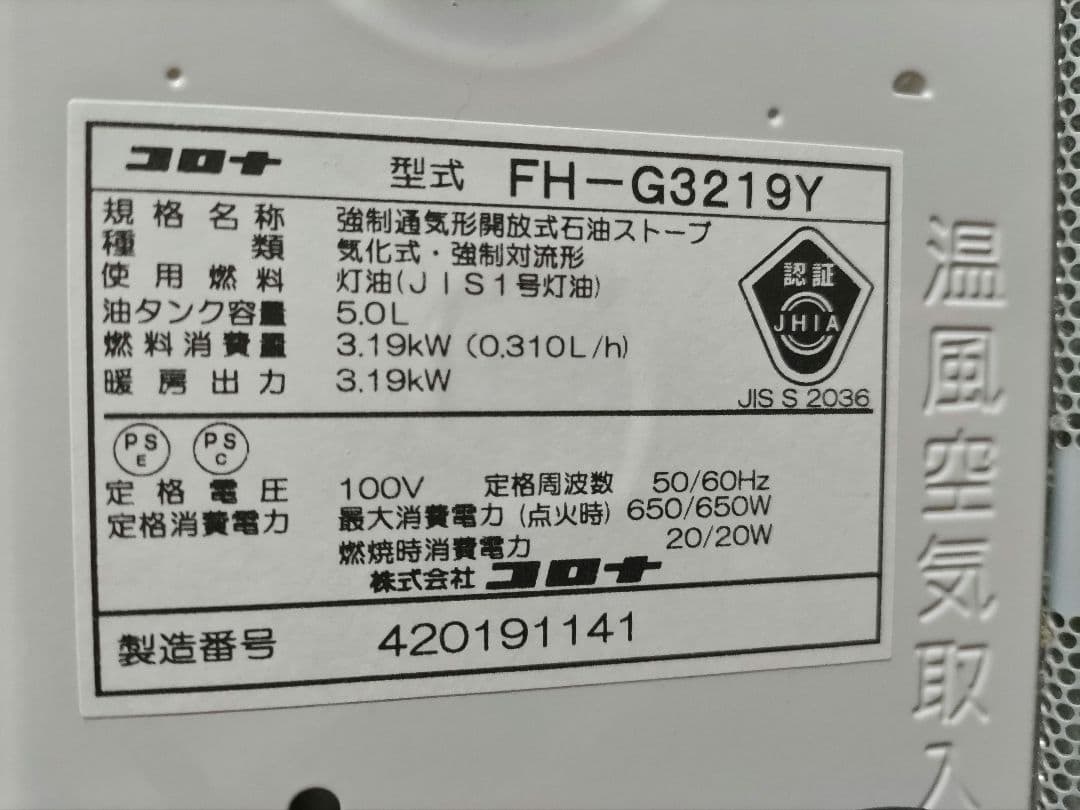 コロナ 型式 FH-G3219Y
規格名称 強制通気形開放式石油ストーブ
種類 気化式・強制対流形
使用燃料 灯油(JIS1号灯油)
油タンク容量 5.0L
燃料消費量 3.19kW (0.310L/h)
暖房出力 3.19kW
認証
JHIA
JIS S 2036
PS E PS C
定格電圧 100V 定格周波数 50/60Hz
定格消費電力 最大消費電力(点火時) 650/650W
燃焼時消費電力 20/20W
株式会社コロナ
製造番号 420191141
温風空気取入